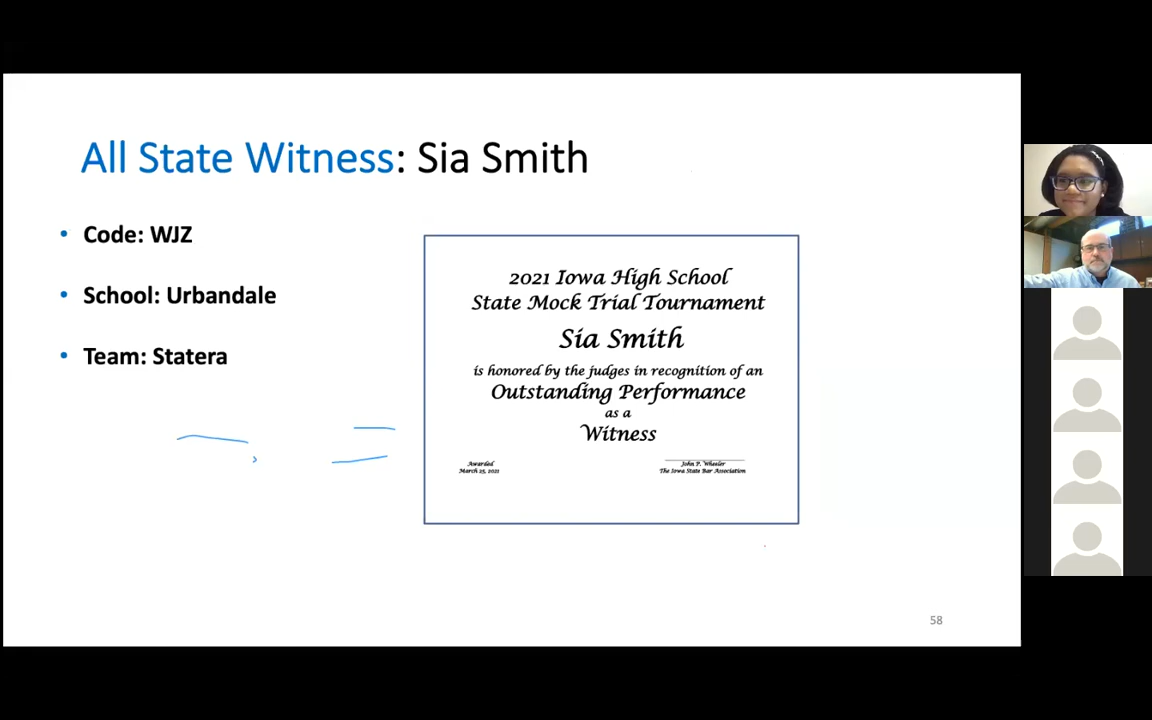 All State Witness: Sia Smith
• Code: WJZ
• School: Urbandale
• Team: Statera
2021 Iowa High School
State Mock Trial Tournament
Sia Smith
is honored by the judges in recognition of an
Outstanding Performance
as a
Witness
Awarded
March 25, 2021
John P. Wheeler
The Iowa State Bar Association
58